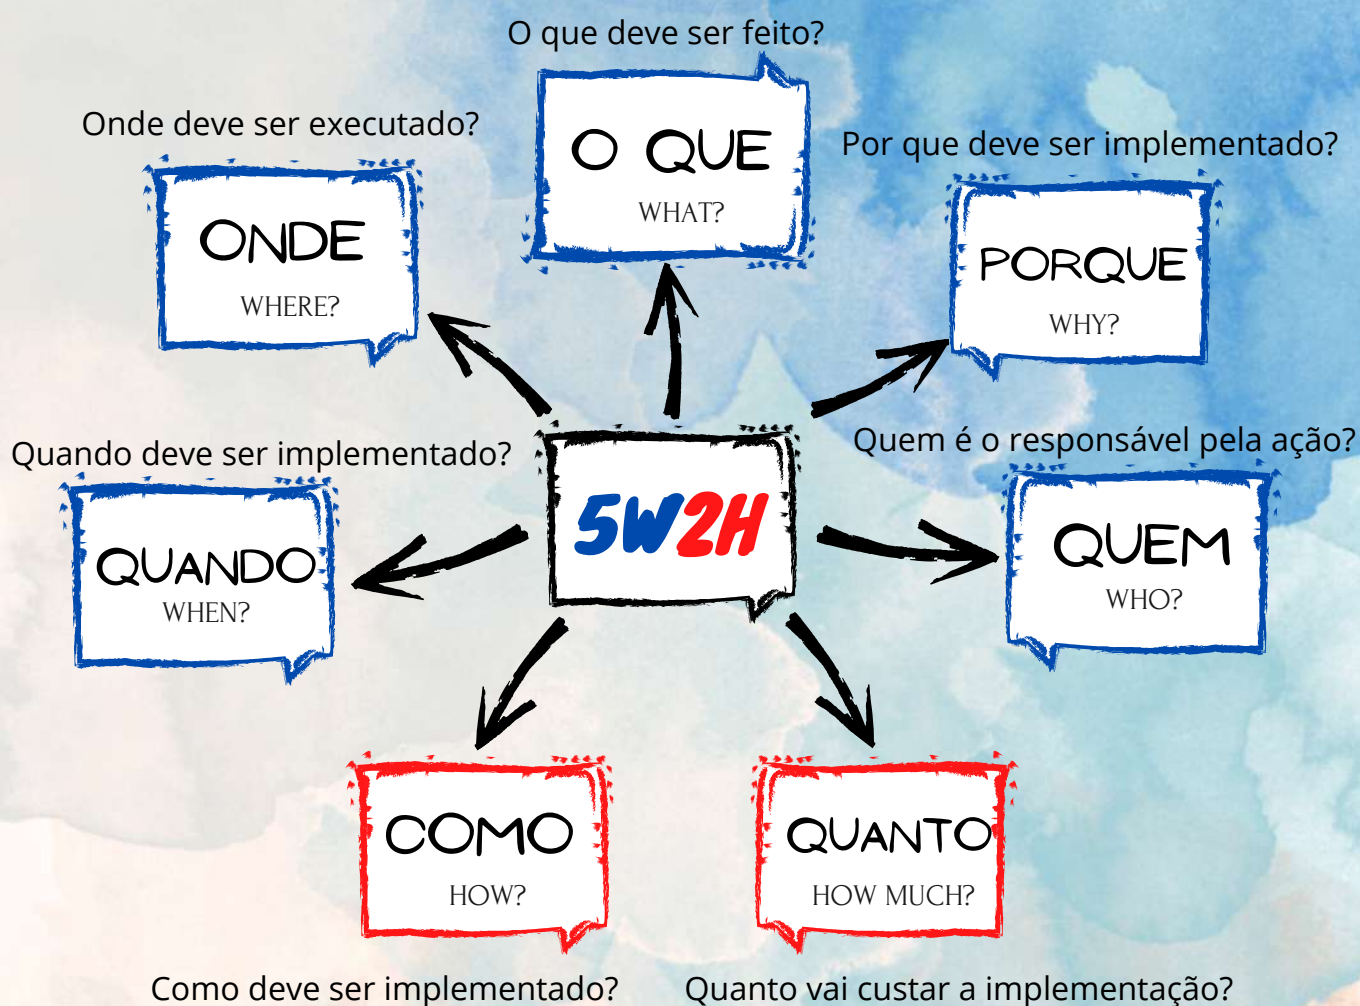 O que deve ser feito?
O QUE
WHAT?
Onde deve ser executado?
ONDE
WHERE?
Por que deve ser implementado?
PORQUE
WHY?
Quando deve ser implementado?
QUANDO
WHEN?
5W2H
Quem é o responsável pela ação?
QUEM
WHO?
COMO
HOW?
Como deve ser implementado?
QUANTO
HOW MUCH?
Quanto vai custar a implementação?